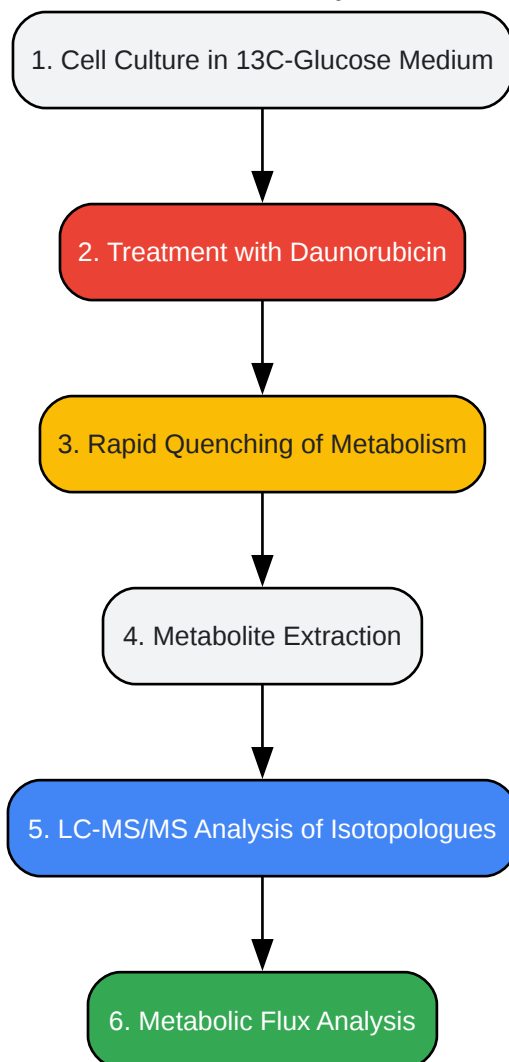 1. Cell Culture in 13C-Glucose Medium
2. Treatment with Daunorubicin
3. Rapid Quenching of Metabolism
4. Metabolite Extraction
5. LC-MS/MS Analysis of Isotopologues
6. Metabolic Flux Analysis